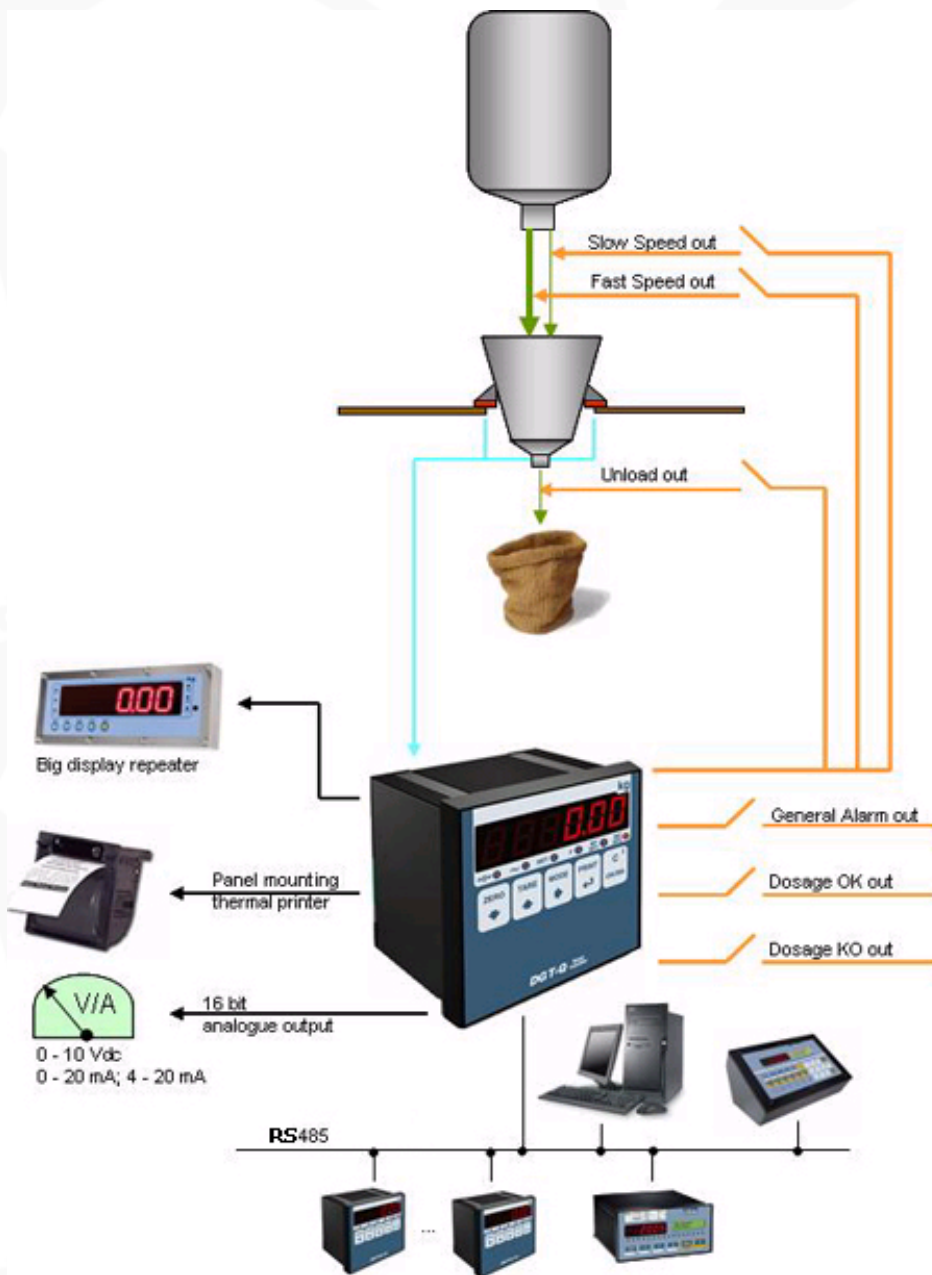 Slow Speed out
Fast Speed out
Unload out
0.00
Big display repeater
kg
0.00
ZERO
TARE
MODE
PRINT
C
DGT-Q
General Alarm out
Panel mounting
thermal printer
Dosage OK out
Dosage KO out
V/A
16 bit
analogue output
0 - 10 Vdc
0 - 20 mA; 4 - 20 mA
RS485
...